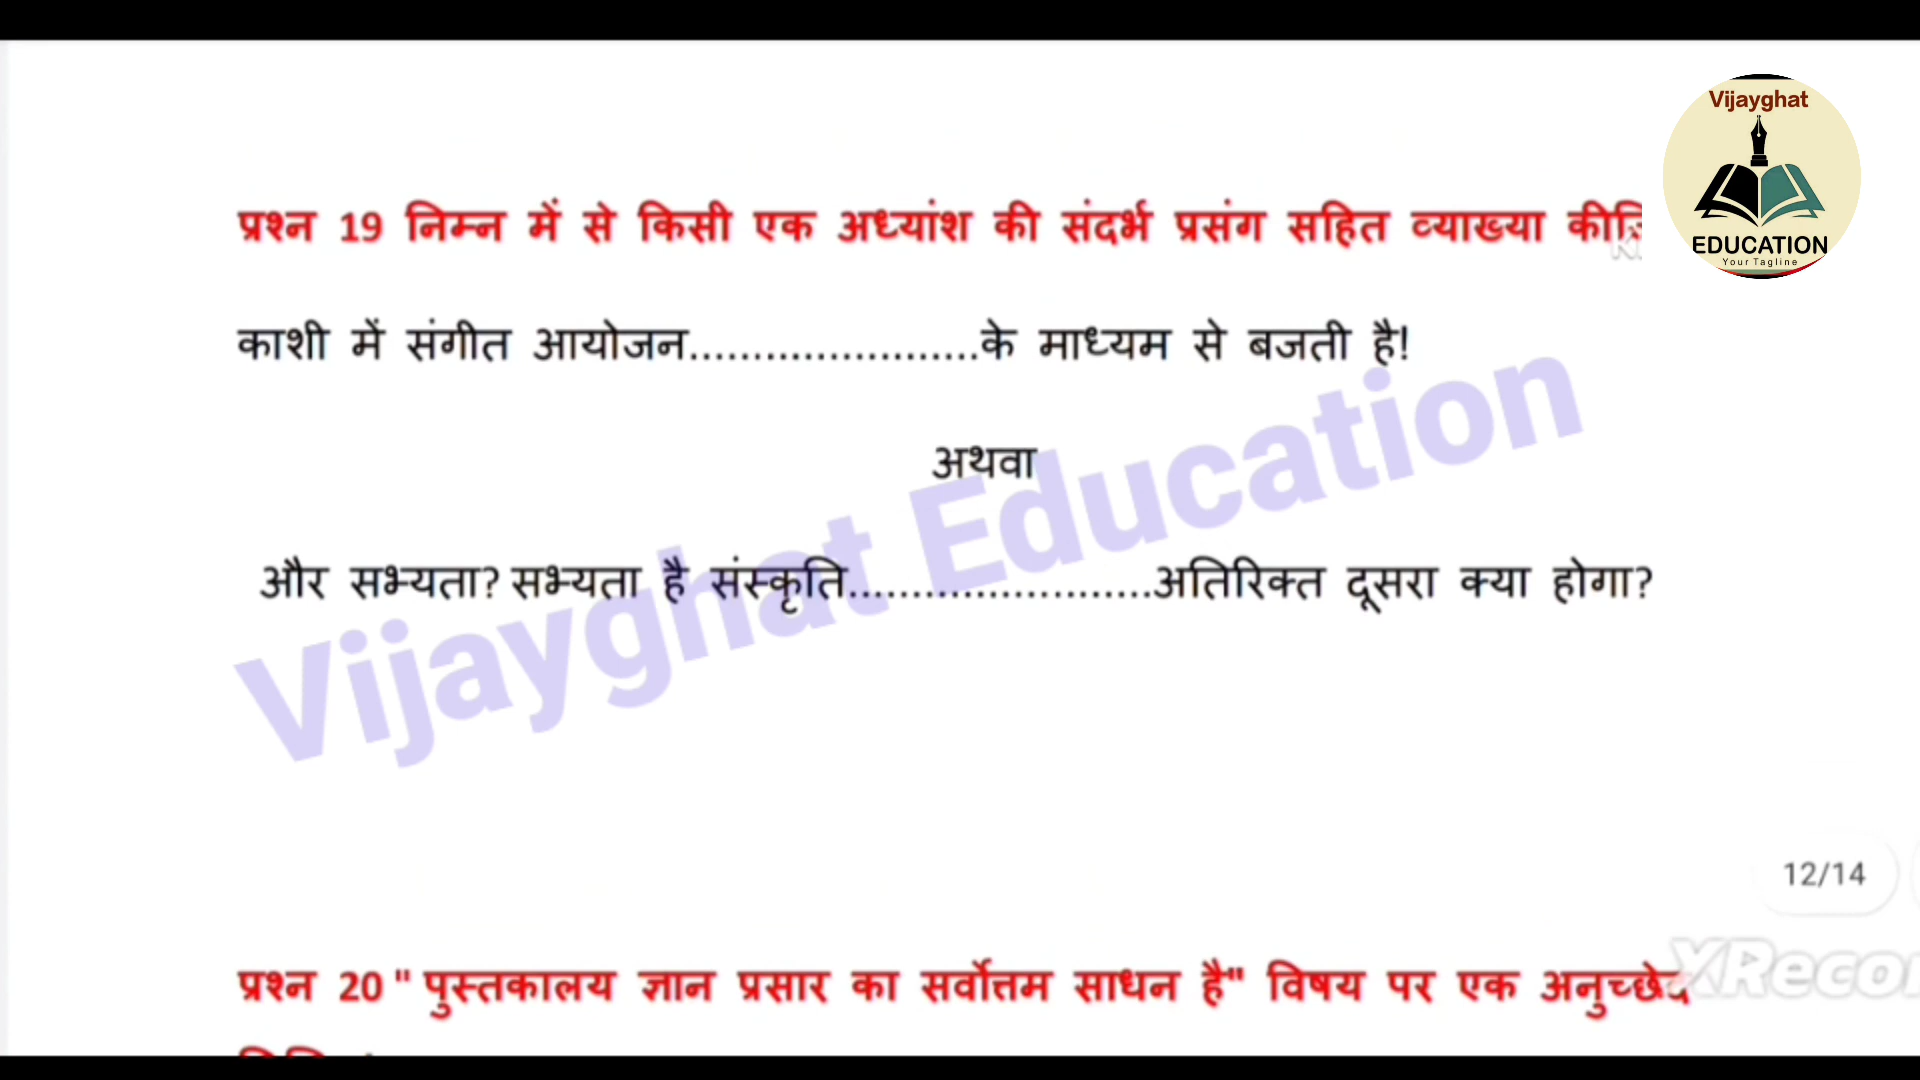 Vijayghat
EDUCATION
Your Tagline
प्रश्न 19 निम्न में से किसी एक अध्यांश की संदर्भ प्रसंग सहित व्याख्या
काशी में संगीत आयोजन.......................के माध्यम से बजती है!
अथवा
और सभ्यता? सभ्यता है संस्कृति........................अतिरिक्त दूसरा क्या होगा?
Vijayghat Education
12/14
प्रश्न 20 " पुस्तकालय ज्ञान प्रसार का सर्वोत्तम साधन है" विषय पर एक अनुच्छेद